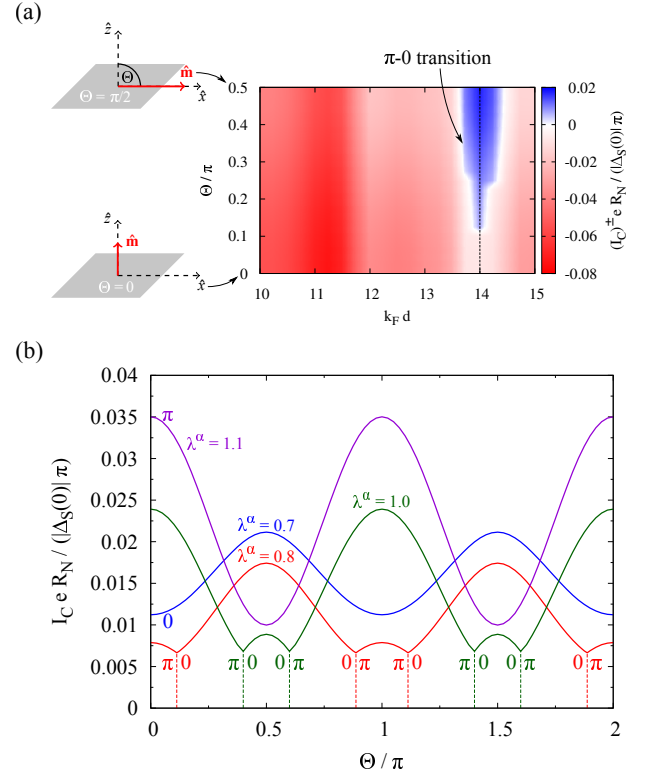 (a)
ẑ
Θ
m̂
Θ = π/2
x̂
ẑ
m̂
Θ = 0
x̂
π-0 transition
Θ / π
0.5
0.4
0.3
0.2
0.1
0
10 11 12 13 14 15
k_F d
0.02
0
-0.02
-0.04
-0.06
-0.08
(I_C)^± e R_N / (|Δ_S(0)| π)
(b)
I_C e R_N / (|Δ_S(0)| π)
0.04
0.035
0.03
0.025
0.02
0.015
0.01
0.005
0
π
λ^α = 1.1
λ^α = 1.0
λ^α = 0.7
λ^α = 0.8
0
π 0 π 0 0 π 0 π π 0 π 0 0 π 0 π
0 0.5 1 1.5 2
Θ / π